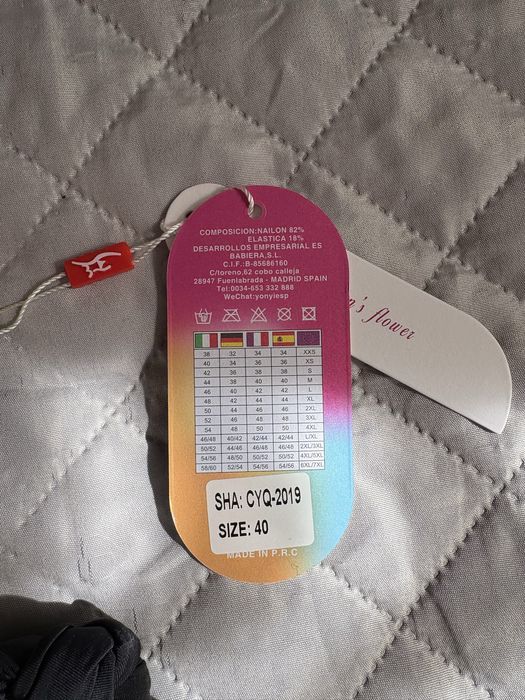 COMPOSICION:NAILON 82%
ELASTICA 18%
DESARROLLOS EMPRESARIAL ES
BABIERA,S.L.
C.I.F.:B-85686160
C/toreno,62 cobo calleja
28947 Fuenlabrada - MADRID SPAIN
Tel:0034-653 332 888
WeChat:yonyiesp
38 32 34 34 XXS
40 34 36 36 XS
42 36 38 38 S
44 38 40 40 M
46 40 42 42 L
48 42 44 44 XL
50 44 46 46 2XL
52 46 48 48 3XL
54 48 50 50 4XL
46/48 40/42 42/44 42/44 L/XL
50/52 44/46 46/48 46/48 2XL/3XL
54/56 48/50 50/52 50/52 4XL/5XL
58/60 52/54 54/56 54/56 6XL/7XL
SHA: CYQ-2019
SIZE: 40
MADE IN P.R.C
's flower